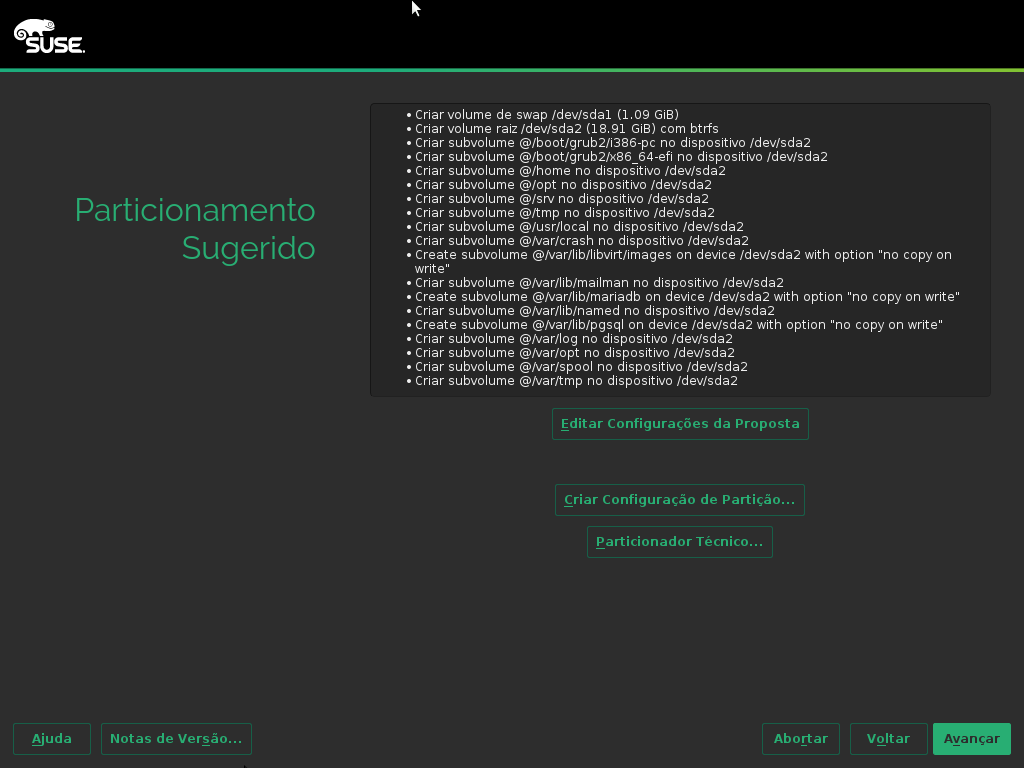 SUSE.
Particionamento
Sugerido
• Criar volume de swap /dev/sda1 (1.09 GiB)
• Criar volume raiz /dev/sda2 (18.91 GiB) com btrfs
• Criar subvolume @/boot/grub2/i386-pc no dispositivo /dev/sda2
• Criar subvolume @/boot/grub2/x86_64-efi no dispositivo /dev/sda2
• Criar subvolume @/home no dispositivo /dev/sda2
• Criar subvolume @/opt no dispositivo /dev/sda2
• Criar subvolume @/srv no dispositivo /dev/sda2
• Criar subvolume @/tmp no dispositivo /dev/sda2
• Criar subvolume @/usr/local no dispositivo /dev/sda2
• Criar subvolume @/var/crash no dispositivo /dev/sda2
• Create subvolume @/var/lib/libvirt/images on device /dev/sda2 with option "no copy on
write"
• Criar subvolume @/var/lib/mailman no dispositivo /dev/sda2
• Create subvolume @/var/lib/mariadb on device /dev/sda2 with option "no copy on write"
• Criar subvolume @/var/lib/named no dispositivo /dev/sda2
• Create subvolume @/var/lib/pgsql on device /dev/sda2 with option "no copy on write"
• Criar subvolume @/var/log no dispositivo /dev/sda2
• Criar subvolume @/var/opt no dispositivo /dev/sda2
• Criar subvolume @/var/spool no dispositivo /dev/sda2
• Criar subvolume @/var/tmp no dispositivo /dev/sda2
Editar Configurações da Proposta
Criar Configuração de Partição...
Particionador Técnico...
Ajuda
Notas de Versão...
Abortar
Voltar
Avançar